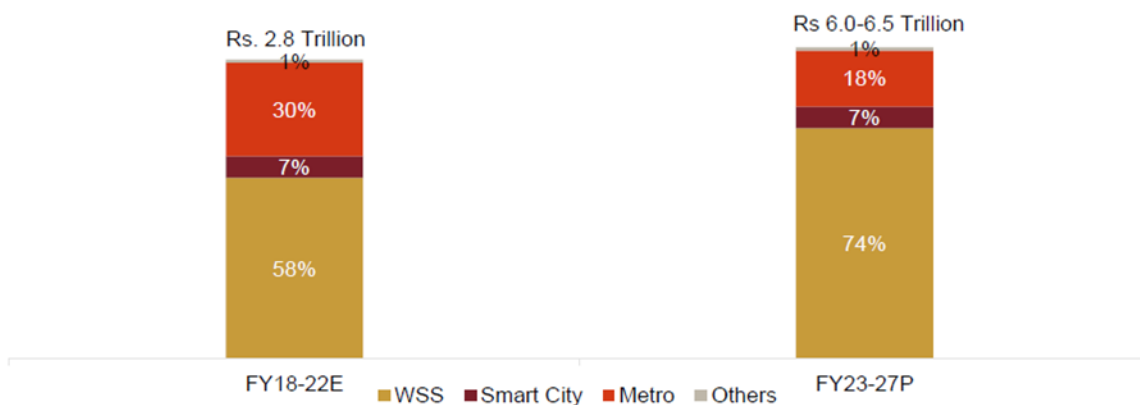 Rs. 2.8 Trillion
1%
30%
7%
58%
FY18-22E
Rs 6.0-6.5 Trillion
1%
18%
7%
74%
FY23-27P
WSS Smart City Metro Others